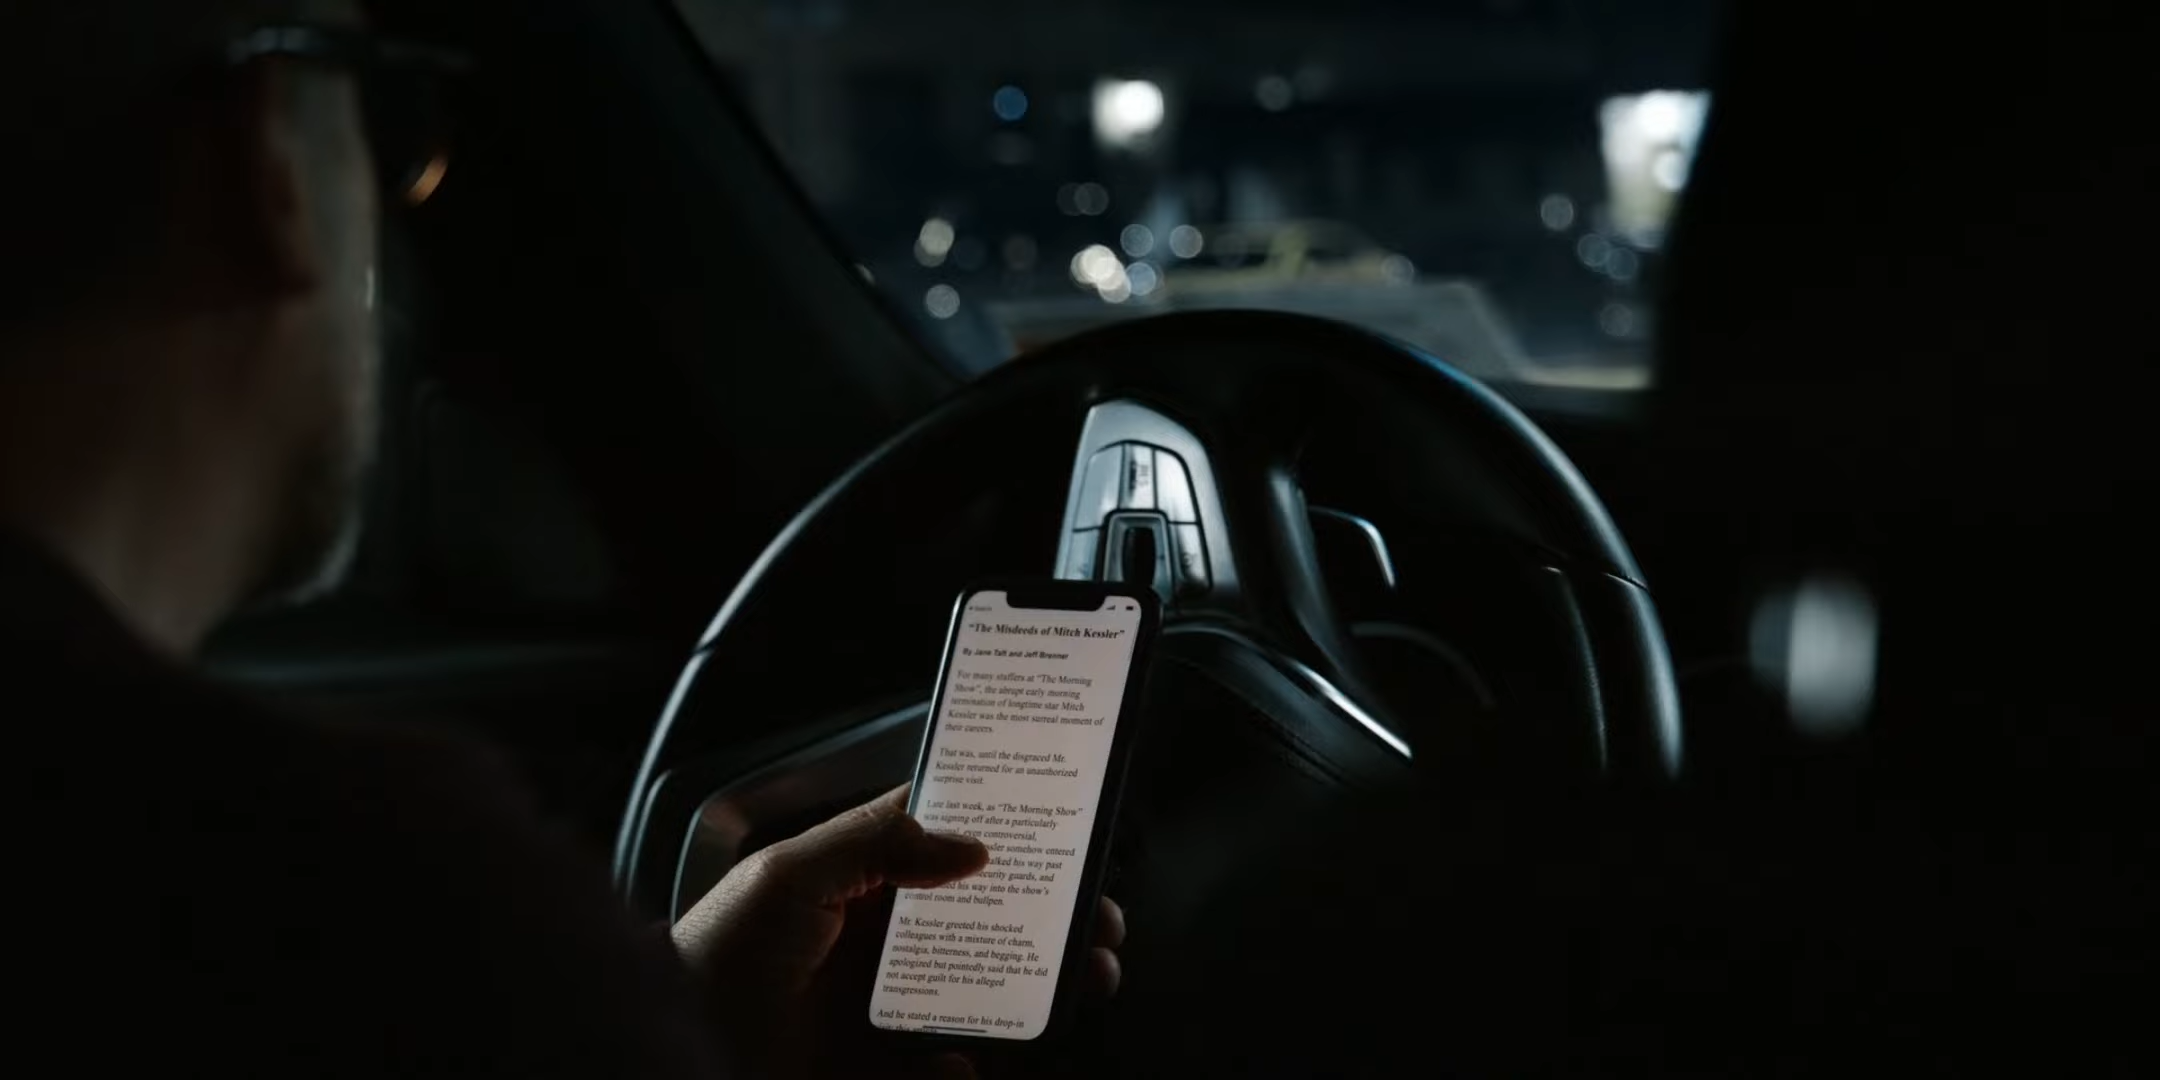 “The Misdeeds of Mitch Kessler”
By Jane Taft and Jeff Brenner
For many staffers at “The Morning
Show”, the abrupt early morning
termination of longtime star Mitch
Kessler was the most surreal moment of
their careers.
That was, until the disgraced Mr.
Kessler returned for an unauthorized
surprise visit.
Late last week, as “The Morning Show”
was signing off after a particularly
even controversial,
somehow entered
his way past
security guards, and
his way into the show’s
control room and bullpen.
Mr. Kessler greeted his shocked
colleagues with a mixture of charm,
nostalgia, bitterness, and begging. He
apologized but pointedly said that he did
not accept guilt for his alleged
transgressions.
And he stated a reason for his drop-in